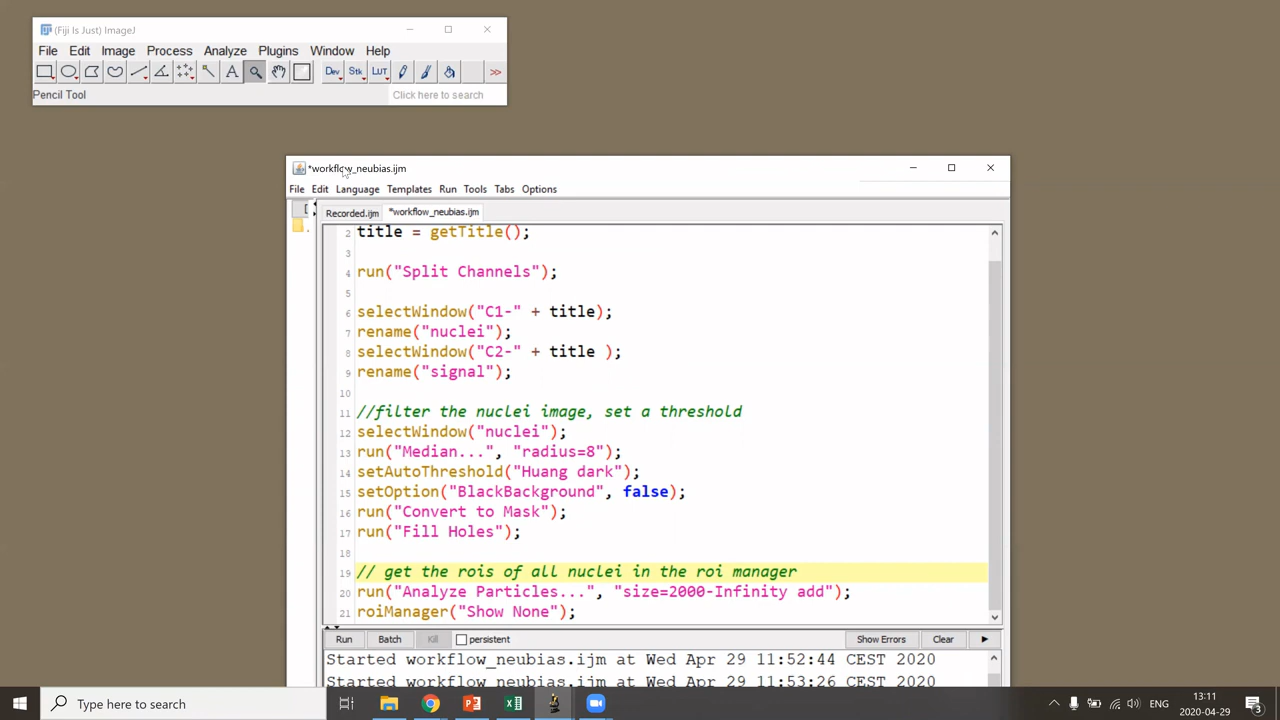 (Fiji Is Just) ImageJ
File Edit Image Process Analyze Plugins Window Help
A Dev Stk LUT >>
Pencil Tool Click here to search
*workflow_neubias.ijm
File Edit Language Templates Run Tools Tabs Options
Recorded.ijm *workflow_neubias.ijm
2 title = getTitle();
3
4 run("Split Channels");
5
6 selectWindow("C1-" + title);
7 rename("nuclei");
8 selectWindow("C2-" + title );
9 rename("signal");
10
11 //filter the nuclei image, set a threshold
12 selectWindow("nuclei");
13 run("Median...", "radius=8");
14 setAutoThreshold("Huang dark");
15 setOption("BlackBackground", false);
16 run("Convert to Mask");
17 run("Fill Holes");
18
19 // get the rois of all nuclei in the roi manager
20 run("Analyze Particles...", "size=2000-Infinity add");
21 roiManager("Show None");
Run Batch Kill persistent Show Errors Clear
Started workflow_neubias.ijm at Wed Apr 29 11:52:44 CEST 2020
Started workflow_neubias.ijm at Wed Apr 29 11:53:26 CEST 2020
Type here to search
ENG
13:11
2020-04-29
3